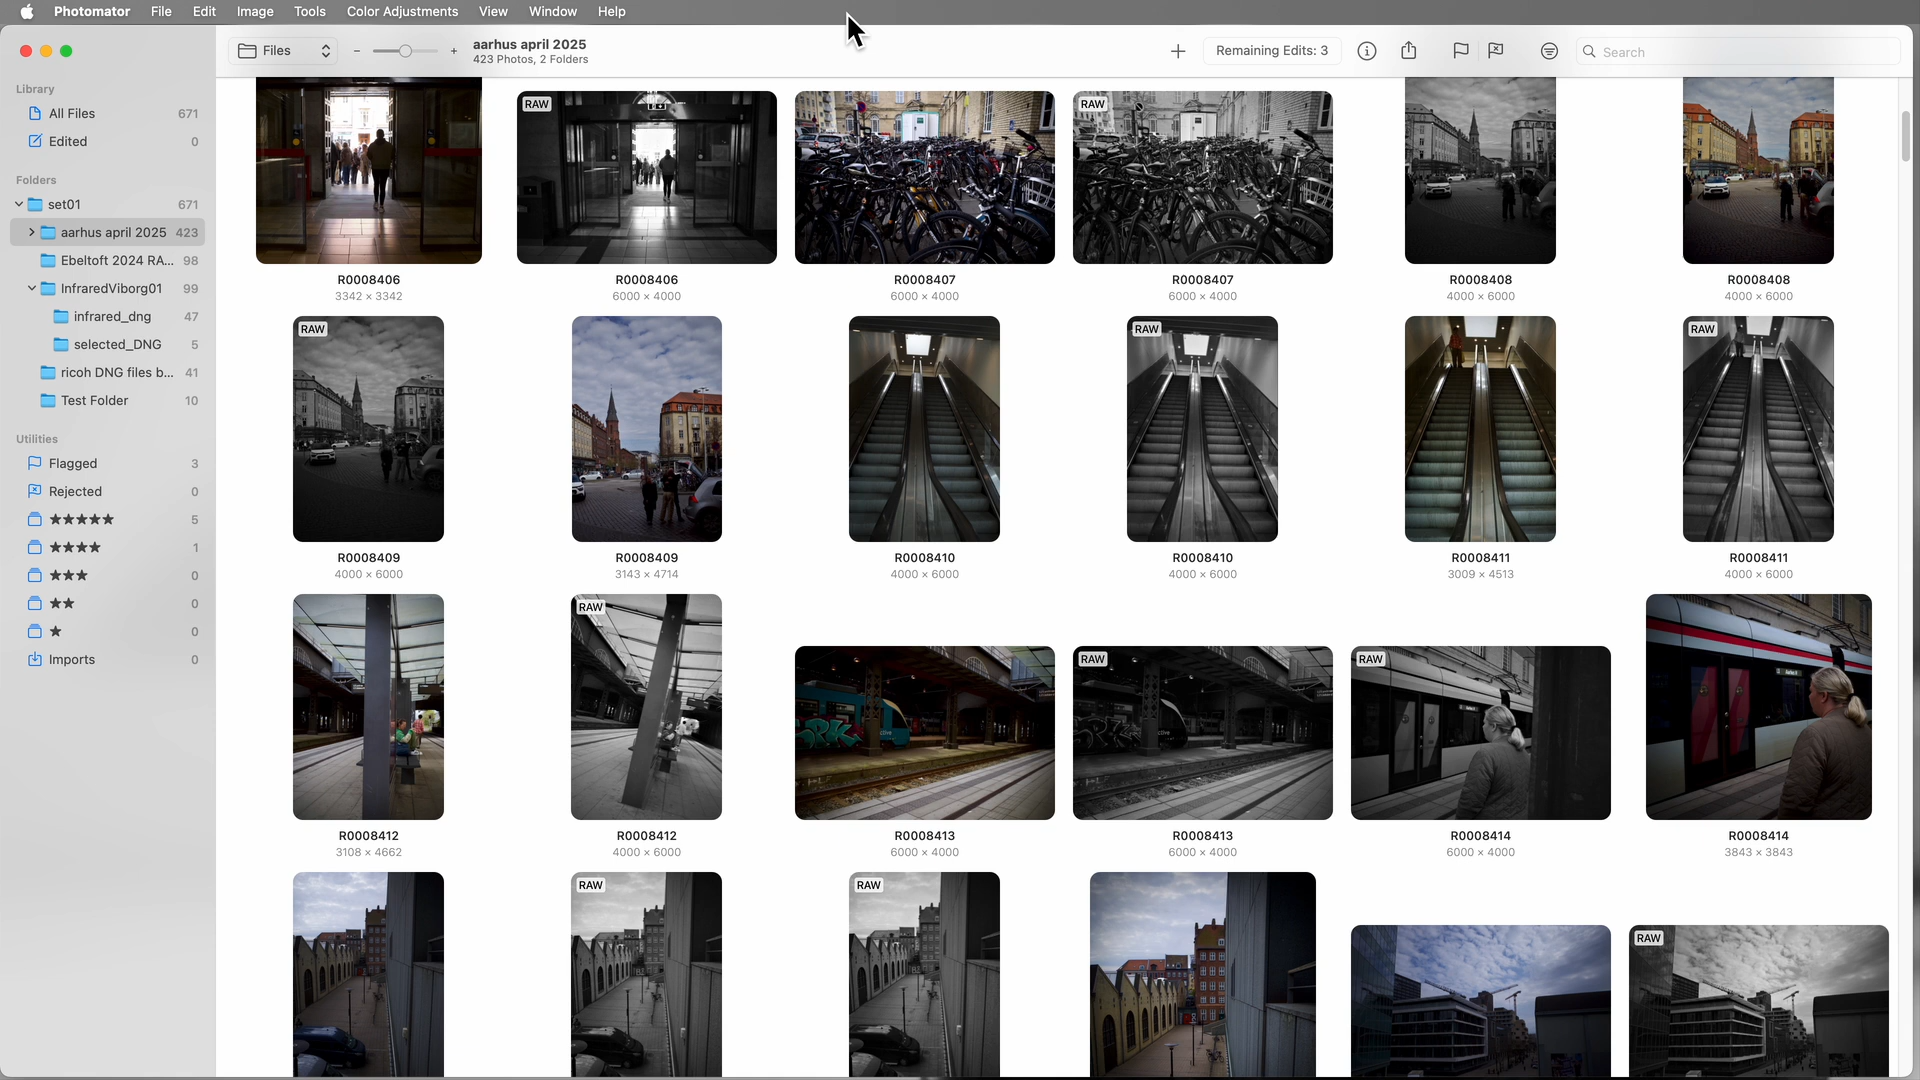 Photomator File Edit Image Tools Color Adjustments View Window Help
Files
aarhus april 2025
423 Photos, 2 Folders
Remaining Edits: 3
Search
Library
All Files 671
Edited 0
Folders
set01 671
aarhus april 2025 423
Ebeltoft 2024 RA... 98
InfraredViborg01 99
infrared_dng 47
selected_DNG 5
ricoh DNG files b... 41
Test Folder 10
Utilities
Flagged 3
Rejected 0
★★★★★ 5
★★★★ 1
★★★ 0
★★ 0
★ 0
Imports 0
RAW RAW
R0008406 R0008406 R0008407 R0008407 R0008408 R0008408
3342 × 3342 6000 × 4000 6000 × 4000 6000 × 4000 4000 × 6000 4000 × 6000
RAW RAW RAW
R0008409 R0008409 R0008410 R0008410 R0008411 R0008411
4000 × 6000 3143 × 4714 4000 × 6000 4000 × 6000 3009 × 4513 4000 × 6000
RAW RAW RAW
R0008412 R0008412 R0008413 R0008413 R0008414 R0008414
3108 × 4662 4000 × 6000 6000 × 4000 6000 × 4000 6000 × 4000 3843 × 3843
RAW RAW RAW